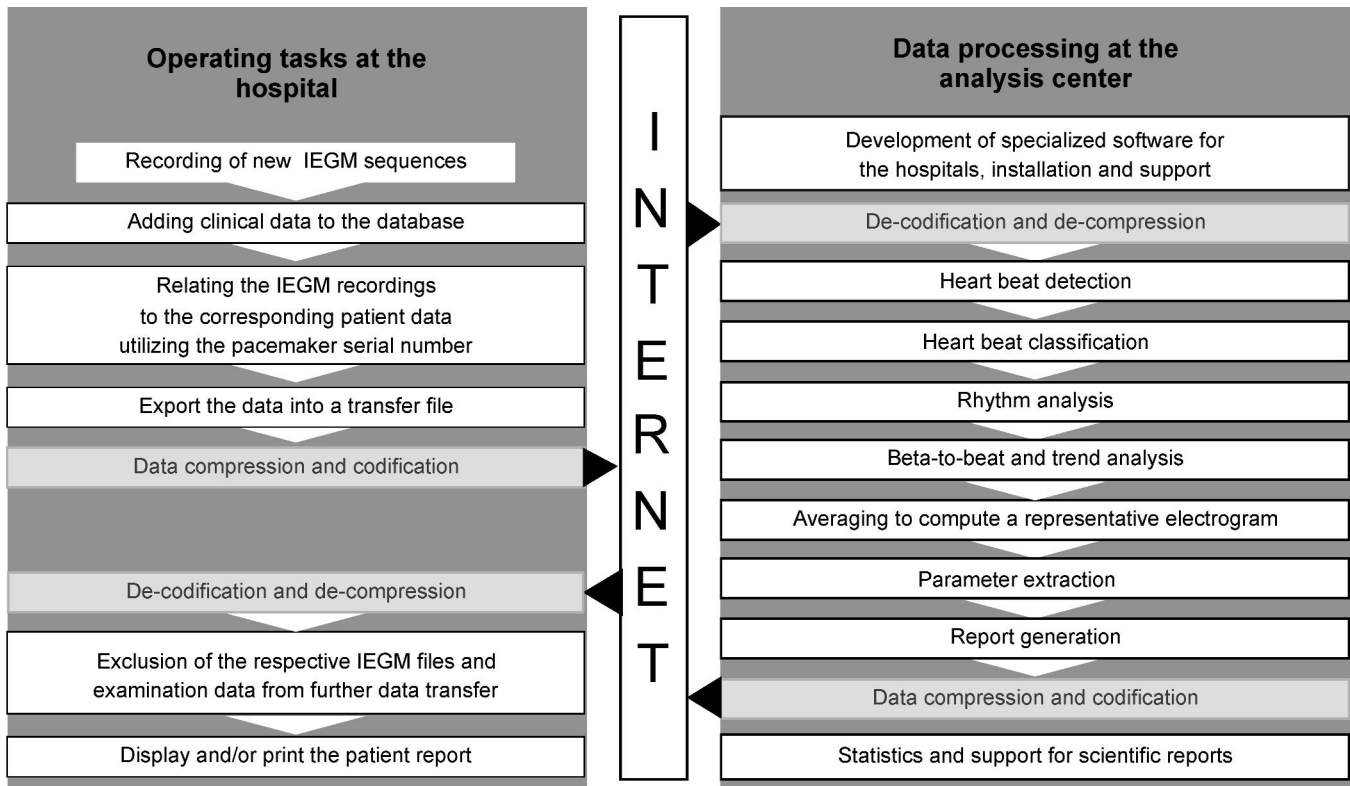 Operating tasks at the
hospital
Recording of new IEGM sequences
Adding clinical data to the database
Relating the IEGM recordings
to the corresponding patient data
utilizing the pacemaker serial number
Export the data into a transfer file
Data compression and codification
De-codification and de-compression
Exclusion of the respective IEGM files and
examination data from further data transfer
Display and/or print the patient report
INTERNET
Data processing at the
analysis center
Development of specialized software for
the hospitals, installation and support
De-codification and de-compression
Heart beat detection
Heart beat classification
Rhythm analysis
Beta-to-beat and trend analysis
Averaging to compute a representative electrogram
Parameter extraction
Report generation
Data compression and codification
Statistics and support for scientific reports